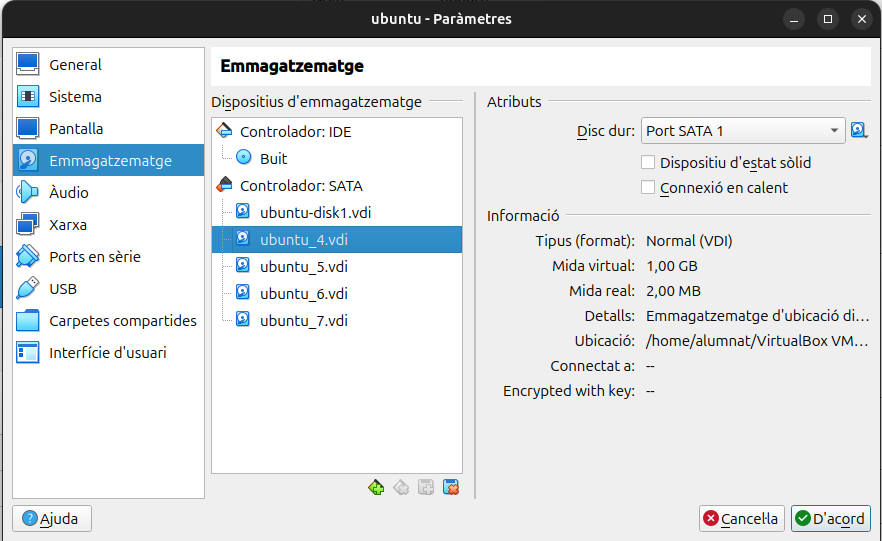 ubuntu - Paràmetres
General
Sistema
Pantalla
Emmagatzematge
Àudio
Xarxa
Ports en sèrie
USB
Carpetes compartides
Interfície d'usuari
Emmagatzematge
Dispositius d'emmagatzematge
Controlador: IDE
Buit
Controlador: SATA
ubuntu-disk1.vdi
ubuntu_4.vdi
ubuntu_5.vdi
ubuntu_6.vdi
ubuntu_7.vdi
Atributs
Disc dur: Port SATA 1
Dispositiu d'estat sòlid
Connexió en calent
Informació
Tipus (format): Normal (VDI)
Mida virtual: 1,00 GB
Mida real: 2,00 MB
Detalls: Emmagatzematge d'ubicació di...
Ubicació: /home/alumnat/VirtualBox VM...
Connectat a: --
Encrypted with key: --
Ajuda
Cancel·la
D'acord